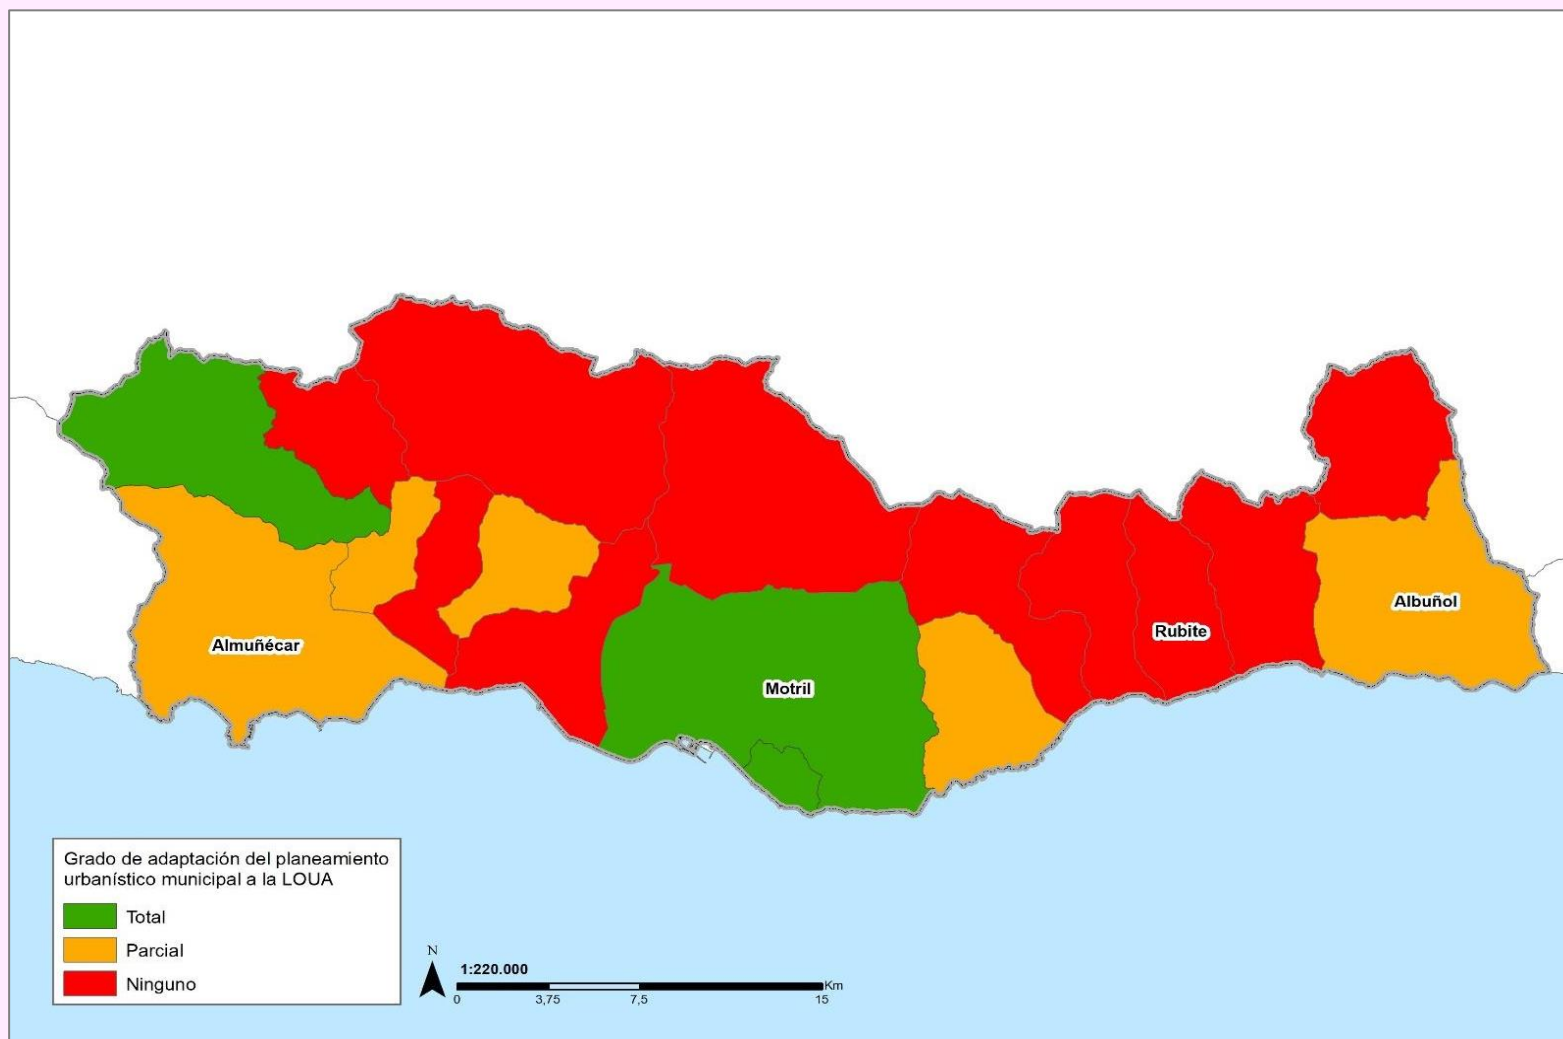 Almuñécar
Motril
Rubite
Albuñol
Grado de adaptación del planeamiento
urbanístico municipal a la LOUA
Total
Parcial
Ninguno
N
1:220.000
0 3,75 7,5 15 Km